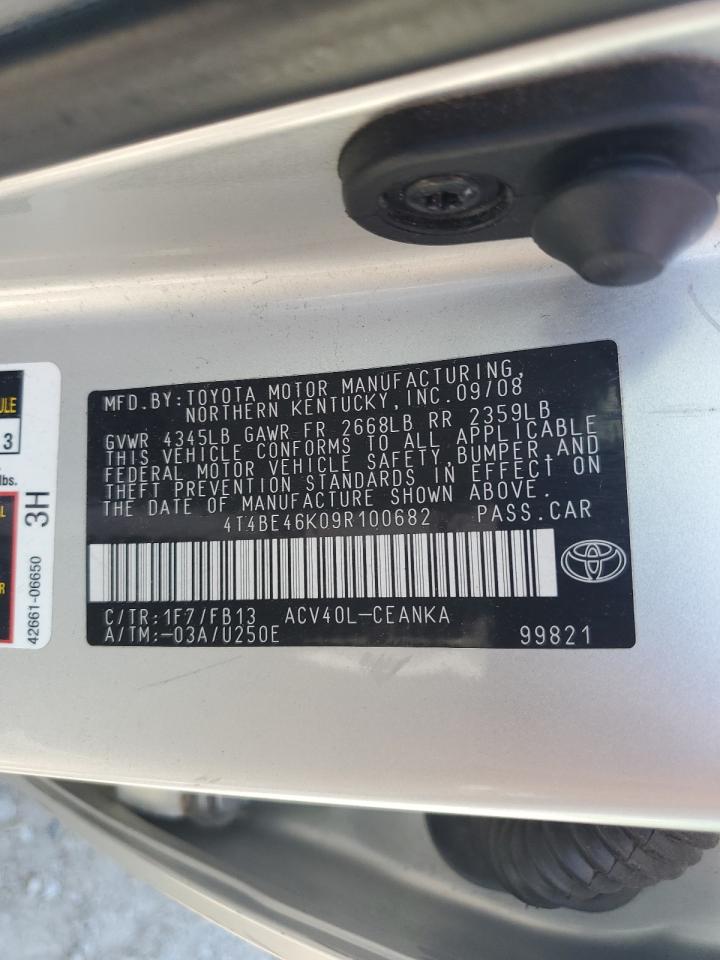 MFD.BY:TOYOTA MOTOR MANUFACTURING,
NORTHERN KENTUCKY,INC.09/08
GVWR 4345LB GAWR FR 2668LB RR 2359LB
THIS VEHICLE CONFORMS TO ALL APPLICABLE
FEDERAL MOTOR VEHICLE SAFETY,BUMPER,AND
THEFT PREVENTION STANDARDS IN EFFECT ON
THE DATE OF MANUFACTURE SHOWN ABOVE.
4T4BE46K09R100682 PASS.CAR
C/TR:1F7/FB13 ACV40L-CEANKA
A/TM:-03A/U250E 99821
3
lbs.
3H
42661-06650